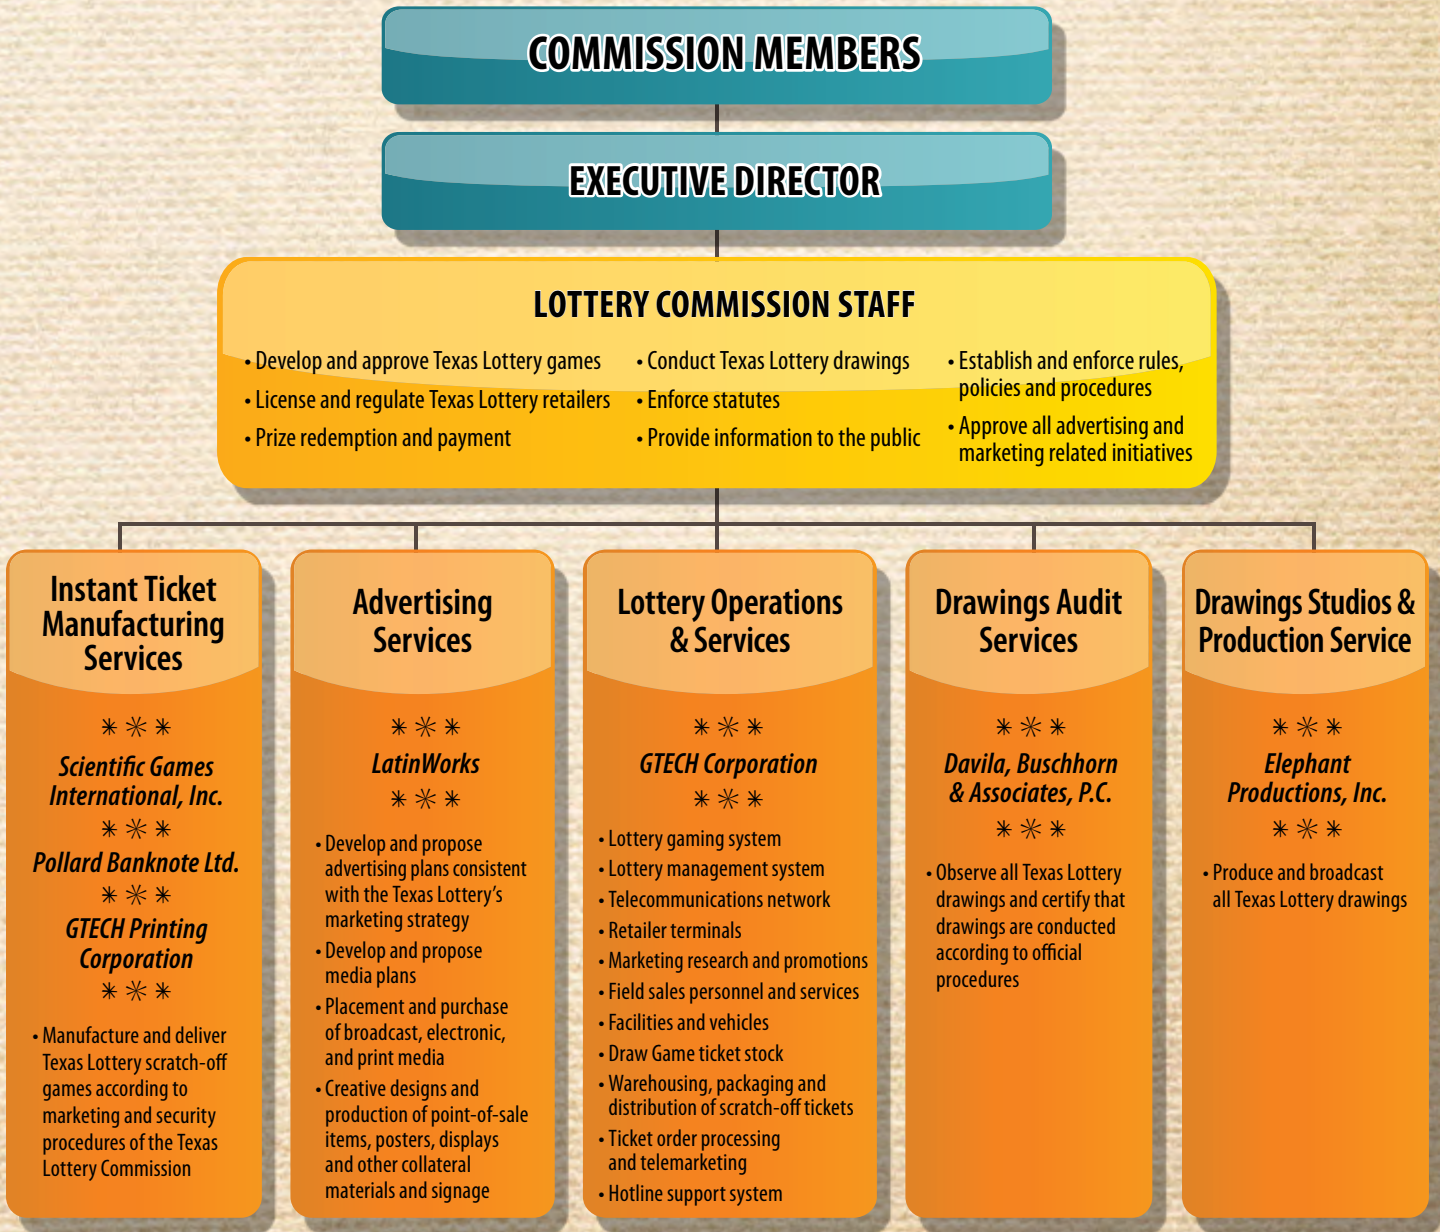 COMMISSION MEMBERS
EXECUTIVE DIRECTOR
LOTTERY COMMISSION STAFF
• Develop and approve Texas Lottery games
• License and regulate Texas Lottery retailers
• Prize redemption and payment
• Conduct Texas Lottery drawings
• Enforce statutes
• Provide information to the public
• Establish and enforce rules,
policies and procedures
• Approve all advertising and
marketing related initiatives
Instant Ticket
Manufacturing
Services
Scientific Games
International, Inc.
Pollard Banknote Ltd.
GTECH Printing
Corporation
• Manufacture and deliver
Texas Lottery scratch-off
games according to
marketing and security
procedures of the Texas
Lottery Commission
Advertising
Services
LatinWorks
• Develop and propose
advertising plans consistent
with the Texas Lottery's
marketing strategy
• Develop and propose
media plans
• Placement and purchase
of broadcast, electronic,
and print media
• Creative designs and
production of point-of-sale
items, posters, displays
and other collateral
materials and signage
Lottery Operations
& Services
GTECH Corporation
• Lottery gaming system
• Lottery management system
• Telecommunications network
• Retailer terminals
• Marketing research and promotions
• Field sales personnel and services
• Facilities and vehicles
• Draw Game ticket stock
• Warehousing, packaging and
distribution of scratch-off tickets
• Ticket order processing
and telemarketing
• Hotline support system
Drawings Audit
Services
Davila, Buschhorn
& Associates, P.C.
• Observe all Texas Lottery
drawings and certify that
drawings are conducted
according to official
procedures
Drawings Studios &
Production Service
Elephant
Productions, Inc.
• Produce and broadcast
all Texas Lottery drawings